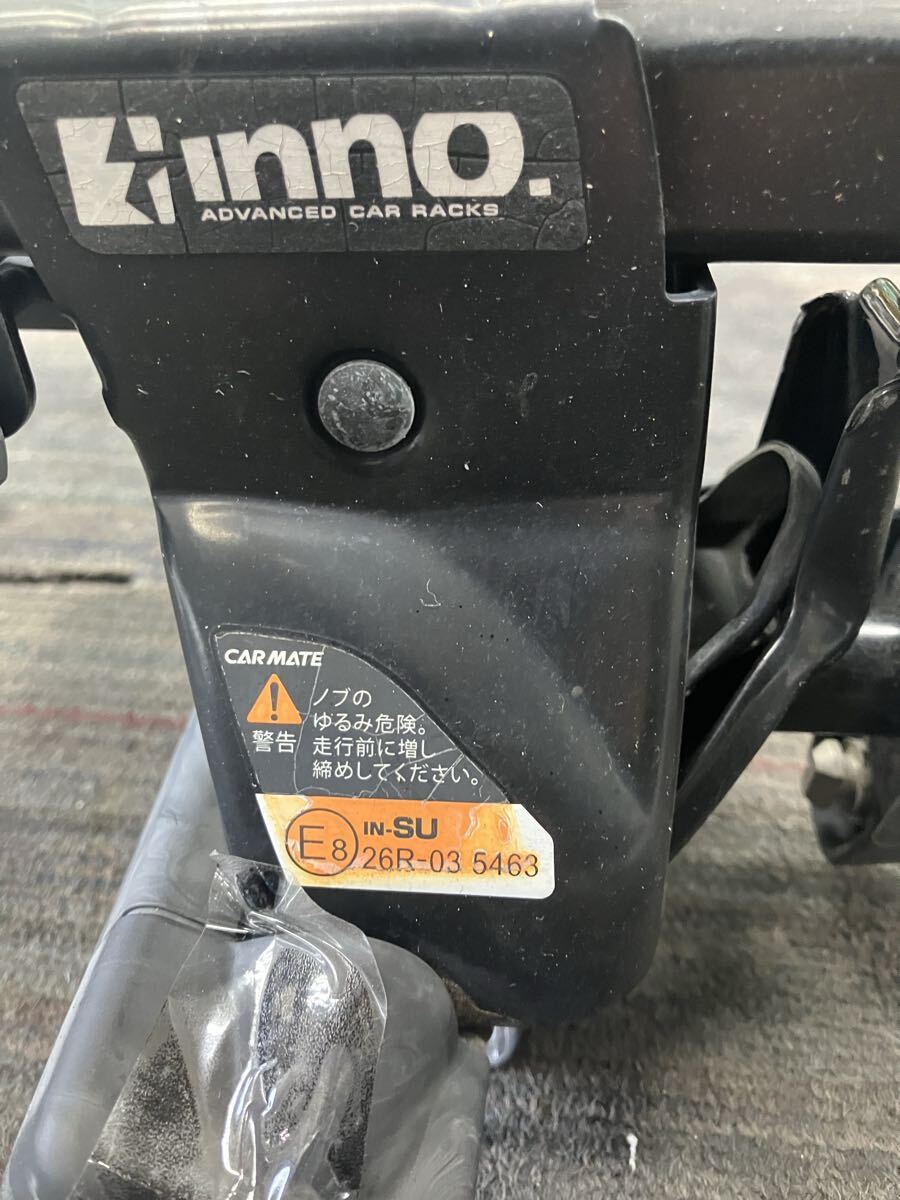 inno.
ADVANCED CAR RACKS
CARMATE
警告
ノブの
ゆるみ危険。
走行前に増し
締めしてください。
E8
IN-SU
26R-03 5463